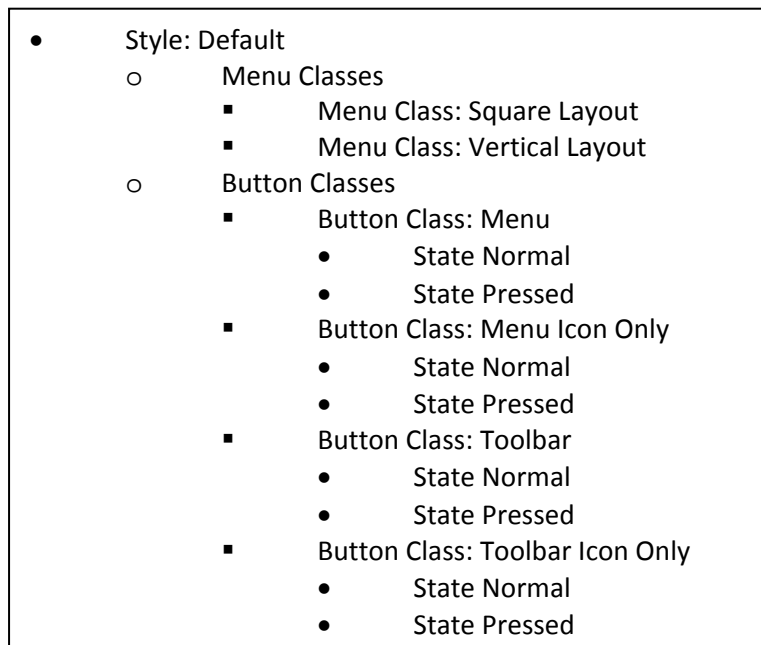 • Style: Default
o Menu Classes
▪ Menu Class: Square Layout
▪ Menu Class: Vertical Layout
o Button Classes
▪ Button Class: Menu
• State Normal
• State Pressed
▪ Button Class: Menu Icon Only
• State Normal
• State Pressed
▪ Button Class: Toolbar
• State Normal
• State Pressed
▪ Button Class: Toolbar Icon Only
• State Normal
• State Pressed